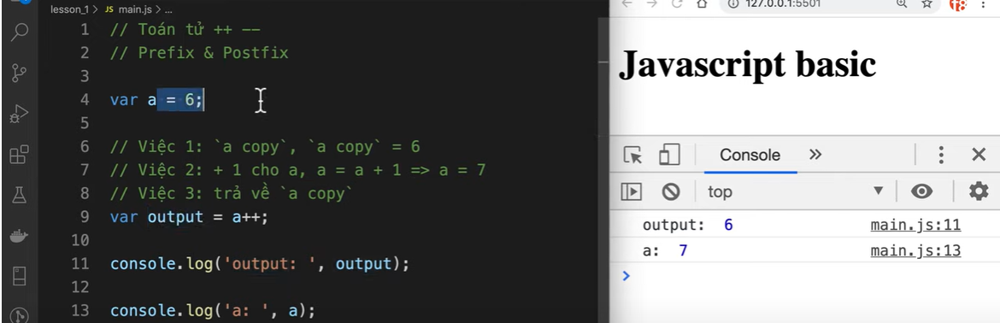 lesson_1 > JS main.js > ...
1 // Toán tử ++ --
2 // Prefix & Postfix
3
4 var a = 6;
5
6 // Việc 1: `a copy`, `a copy` = 6
7 // Việc 2: + 1 cho a, a = a + 1 => a = 7
8 // Việc 3: trả về `a copy`
9 var output = a++;
10
11 console.log('output: ', output);
12
13 console.log('a: ', a);
127.0.0.1:5501
Javascript basic
Console
top
output: 6 main.js:11
a: 7 main.js:13